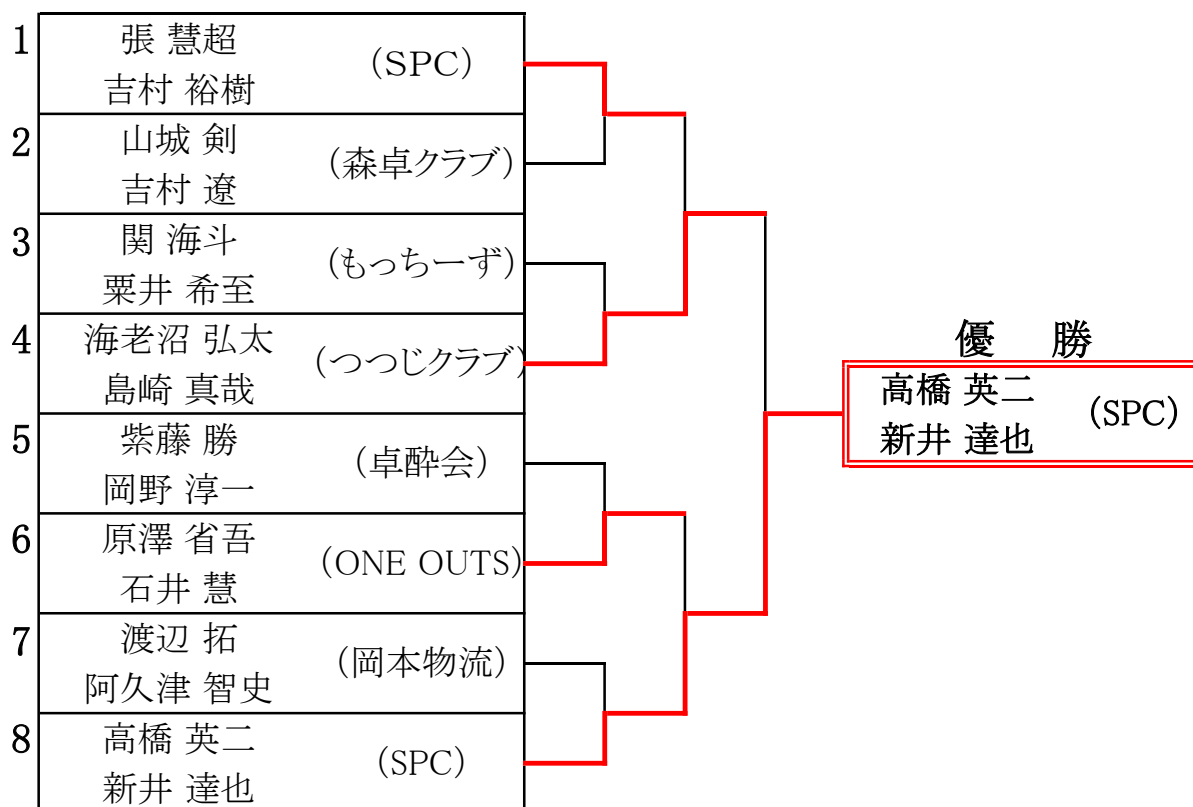 1 張 慧超
(SPC)
吉村 裕樹
2 山城 剣
(森卓クラブ)
吉村 遼
3 関 海斗
(もっちーず)
粟井 希至
4 海老沼 弘太
(つつじクラブ)
島崎 真哉
5 紫藤 勝
(卓酔会)
岡野 淳一
6 原澤 省吾
(ONE OUTS)
石井 慧
7 渡辺 拓
(岡本物流)
阿久津 智史
8 高橋 英二
(SPC)
新井 達也
優 勝
高橋 英二
(SPC)
新井 達也